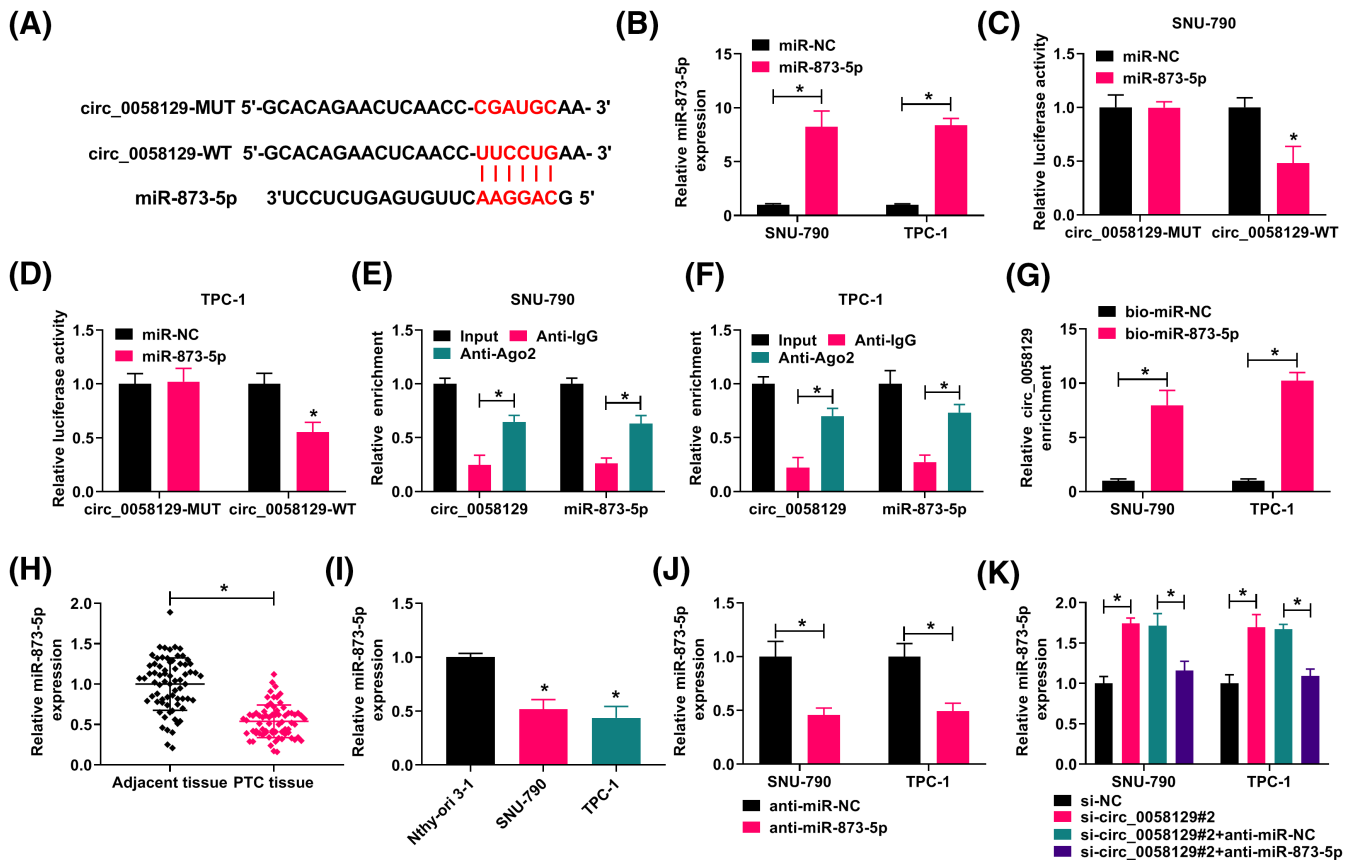 (A)
circ_0058129-MUT 5'-GCACAGAACUCAACC-CGAUGCAA- 3'
circ_0058129-WT 5'-GCACAGAACUCAACC-UUCCUGAA- 3'
miR-873-5p 3'UCCUCUGAGUGUUCAAGGACG 5'
(B)
miR-NC
miR-873-5p
Relative miR-873-5p
expression
15
10
5
0
*
*
SNU-790
TPC-1
(C)
SNU-790
miR-NC
miR-873-5p
Relative luciferase activity
1.5
1.0
0.5
0.0
*
circ_0058129-MUT
circ_0058129-WT
(D)
TPC-1
miR-NC
miR-873-5p
Relative luciferase activity
1.5
1.0
0.5
0.0
*
circ_0058129-MUT
circ_0058129-WT
(E)
SNU-790
Input
Anti-IgG
Anti-Ago2
Relative enrichment
1.5
1.0
0.5
0.0
*
*
circ_0058129
miR-873-5p
(F)
TPC-1
Input
Anti-IgG
Anti-Ago2
Relative enrichment
1.5
1.0
0.5
0.0
*
*
circ_0058129
miR-873-5p
(G)
bio-miR-NC
bio-miR-873-5p
Relative circ_0058129
enrichment
15
10
5
0
*
*
SNU-790
TPC-1
(H)
Relative miR-873-5p
expression
2.0
1.5
1.0
0.5
0.0
*
Adjacent tissue
PTC tissue
(I)
Relative miR-873-5p
expression
1.5
1.0
0.5
0.0
*
*
Nthy-ori 3-1
SNU-790
TPC-1
(J)
Relative miR-873-5p
expression
1.5
1.0
0.5
0.0
*
*
SNU-790
TPC-1
anti-miR-NC
anti-miR-873-5p
(K)
Relative miR-873-5p
expression
2.0
1.5
1.0
0.5
0.0
*
*
*
*
SNU-790
TPC-1
si-NC
si-circ_0058129#2
si-circ_0058129#2+anti-miR-NC
si-circ_0058129#2+anti-miR-873-5p